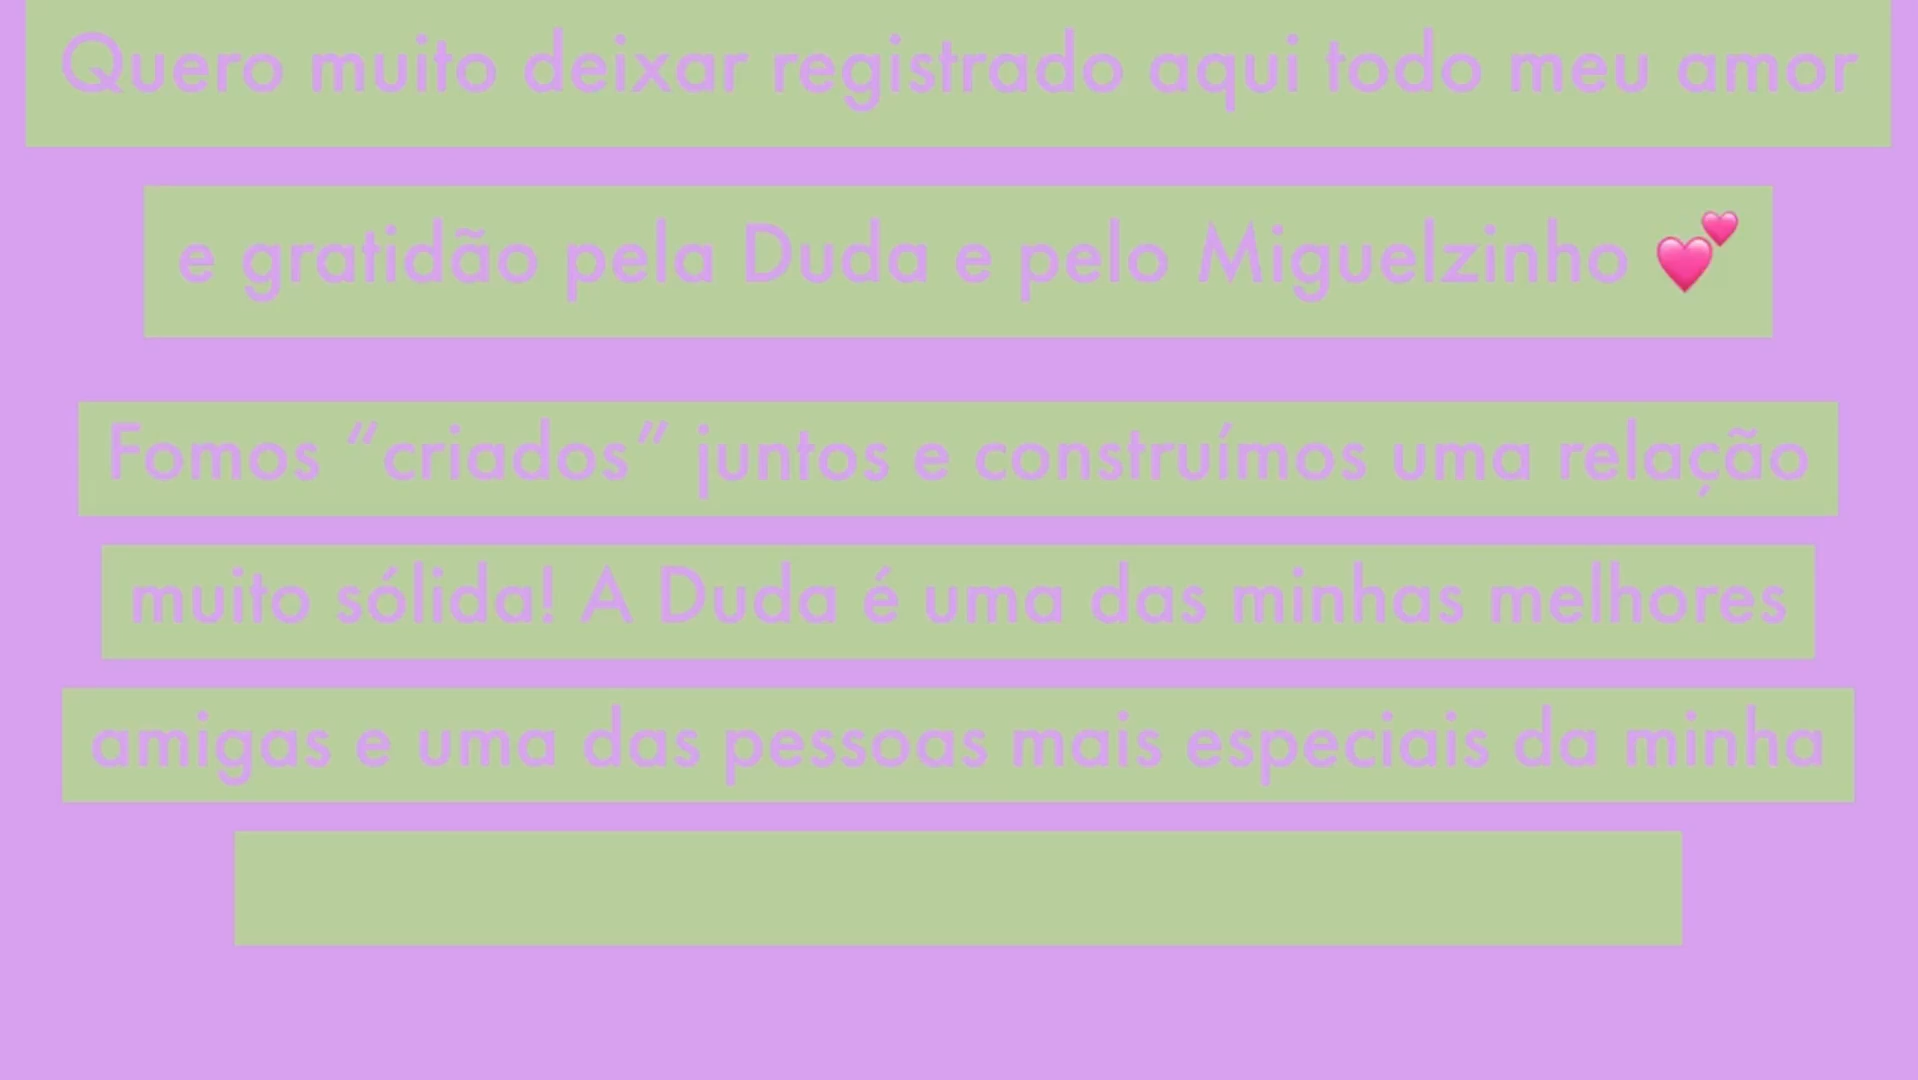 Quero muito deixar registrado aqui todo meu amor
e gratidão pela Duda e pelo Miguelzinho 💕
Fomos “criados” juntos e construímos uma relação
muito sólida! A Duda é uma das minhas melhores
amigas e uma das pessoas mais especiais da minha